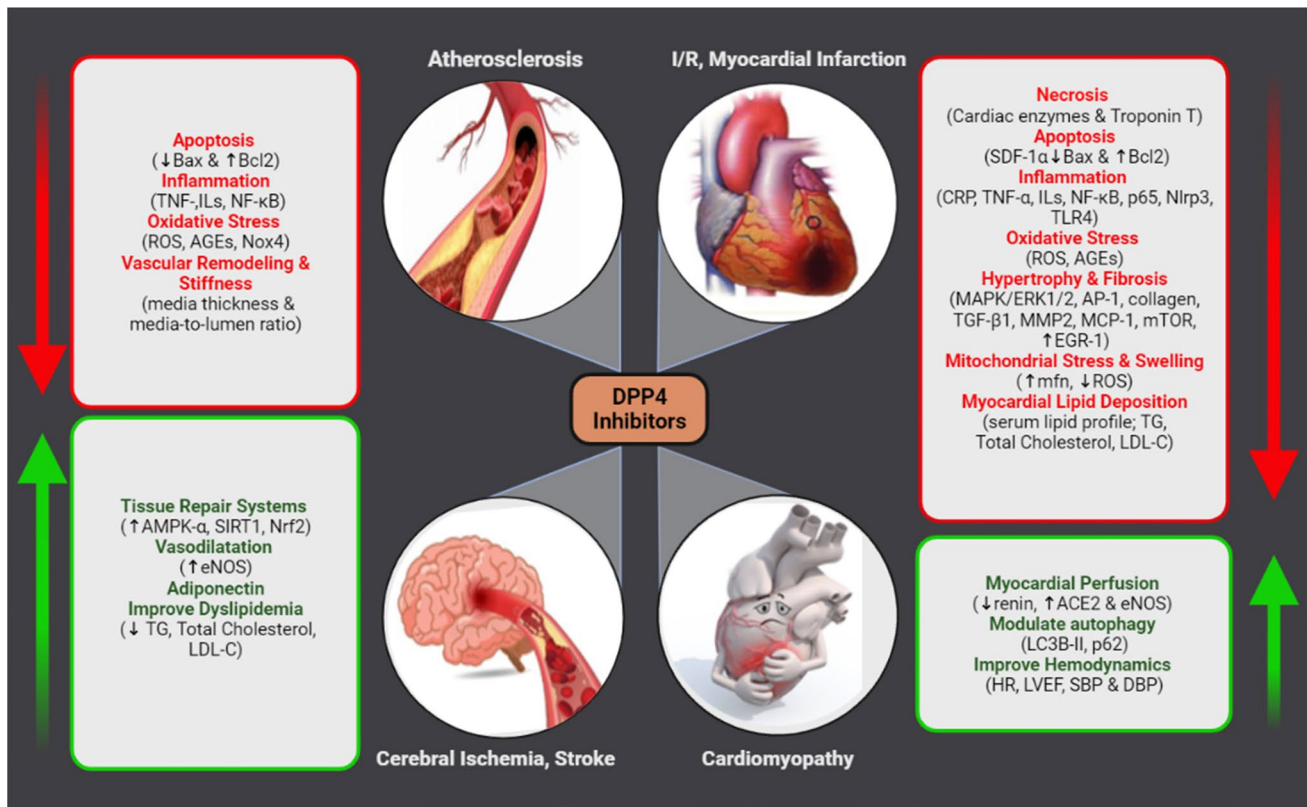 Atherosclerosis
I/R, Myocardial Infarction
Apoptosis
(↓Bax & ↑Bcl2)
Inflammation
(TNF-,ILs, NF-κB)
Oxidative Stress
(ROS, AGEs, Nox4)
Vascular Remodeling &
Stiffness
(media thickness &
media-to-lumen ratio)
Tissue Repair Systems
(↑AMPK-α, SIRT1, Nrf2)
Vasodilatation
(↑eNOS)
Adiponectin
Improve Dyslipidemia
(↓ TG, Total Cholesterol,
LDL-C)
DPP4
Inhibitors
Necrosis
(Cardiac enzymes & Troponin T)
Apoptosis
(SDF-1α↓Bax & ↑Bcl2)
Inflammation
(CRP, TNF-α, ILs, NF-κB, p65, Nlrp3,
TLR4)
Oxidative Stress
(ROS, AGEs)
Hypertrophy & Fibrosis
(MAPK/ERK1/2, AP-1, collagen,
TGF-β1, MMP2, MCP-1, mTOR,
↑EGR-1)
Mitochondrial Stress & Swelling
(↑mfn, ↓ROS)
Myocardial Lipid Deposition
(serum lipid profile; TG,
Total Cholesterol, LDL-C)
Myocardial Perfusion
(↓renin, ↑ACE2 & eNOS)
Modulate autophagy
(LC3B-II, p62)
Improve Hemodynamics
(HR, LVEF, SBP & DBP)
Cerebral Ischemia, Stroke
Cardiomyopathy